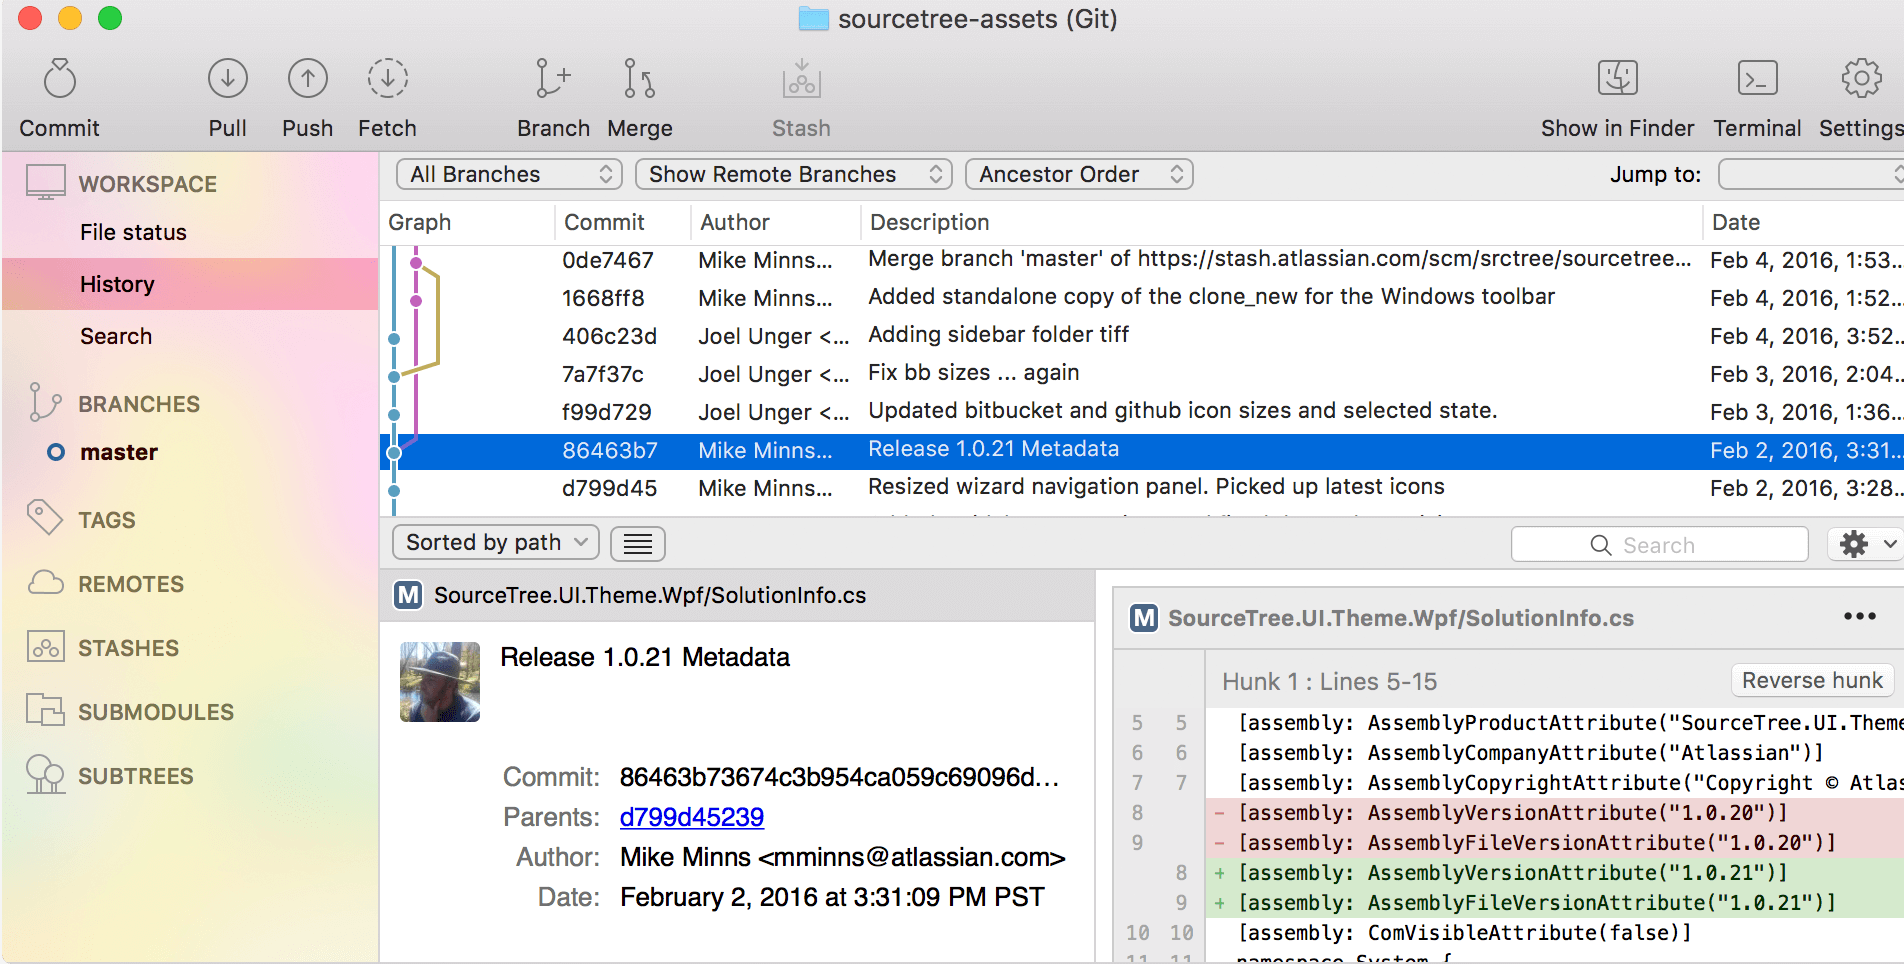 sourcetree-assets (Git)
Commit Pull Push Fetch Branch Merge Stash Show in Finder Terminal Settings
WORKSPACE
File status
History
Search
BRANCHES
master
TAGS
REMOTES
STASHES
SUBMODULES
SUBTREES
All Branches Show Remote Branches Ancestor Order Jump to:
Graph Commit Author Description Date
0de7467 Mike Minns... Merge branch 'master' of https://stash.atlassian.com/scm/srctree/sourcetree... Feb 4, 2016, 1:53...
1668ff8 Mike Minns... Added standalone copy of the clone_new for the Windows toolbar Feb 4, 2016, 1:52...
406c23d Joel Unger <... Adding sidebar folder tiff Feb 4, 2016, 3:52...
7a7f37c Joel Unger <... Fix bb sizes ... again Feb 3, 2016, 2:04...
f99d729 Joel Unger <... Updated bitbucket and github icon sizes and selected state. Feb 3, 2016, 1:36...
86463b7 Mike Minns... Release 1.0.21 Metadata Feb 2, 2016, 3:31...
d799d45 Mike Minns... Resized wizard navigation panel. Picked up latest icons Feb 2, 2016, 3:28...
Sorted by path Search
M SourceTree.UI.Theme.Wpf/SolutionInfo.cs
Release 1.0.21 Metadata
Commit: 86463b73674c3b954ca059c69096d...
Parents: d799d45239
Author: Mike Minns <mminns@atlassian.com>
Date: February 2, 2016 at 3:31:09 PM PST
M SourceTree.UI.Theme.Wpf/SolutionInfo.cs
Hunk 1 : Lines 5-15 Reverse hunk
5 5 [assembly: AssemblyProductAttribute("SourceTree.UI.Theme
6 6 [assembly: AssemblyCompanyAttribute("Atlassian")]
7 7 [assembly: AssemblyCopyrightAttribute("Copyright © Atlas
8 - [assembly: AssemblyVersionAttribute("1.0.20")]
9 - [assembly: AssemblyFileVersionAttribute("1.0.20")]
8 + [assembly: AssemblyVersionAttribute("1.0.21")]
9 + [assembly: AssemblyFileVersionAttribute("1.0.21")]
10 10 [assembly: ComVisibleAttribute(false)]
11 11 namespace System {